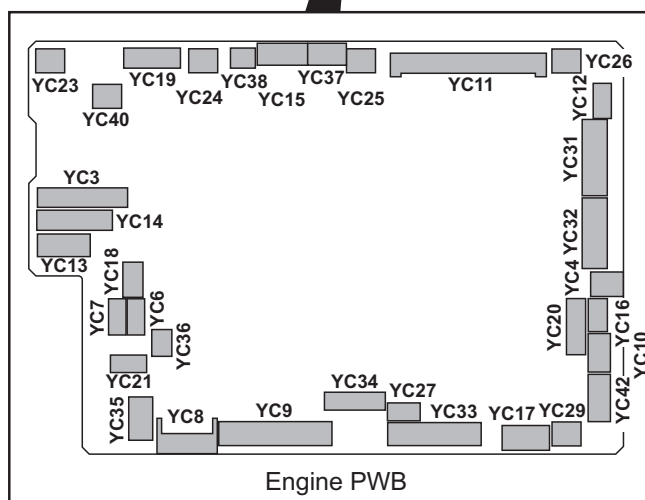 YC23
YC19
YC24
YC38
YC15
YC37
YC25
YC11
YC26
YC12
YC40
YC31
YC3
YC14
YC13
YC32
YC18
YC4
YC7
YC6
YC36
YC20
YC16
YC10
YC21
YC35
YC8
YC9
YC34
YC27
YC33
YC17
YC29
YC42
Engine PWB